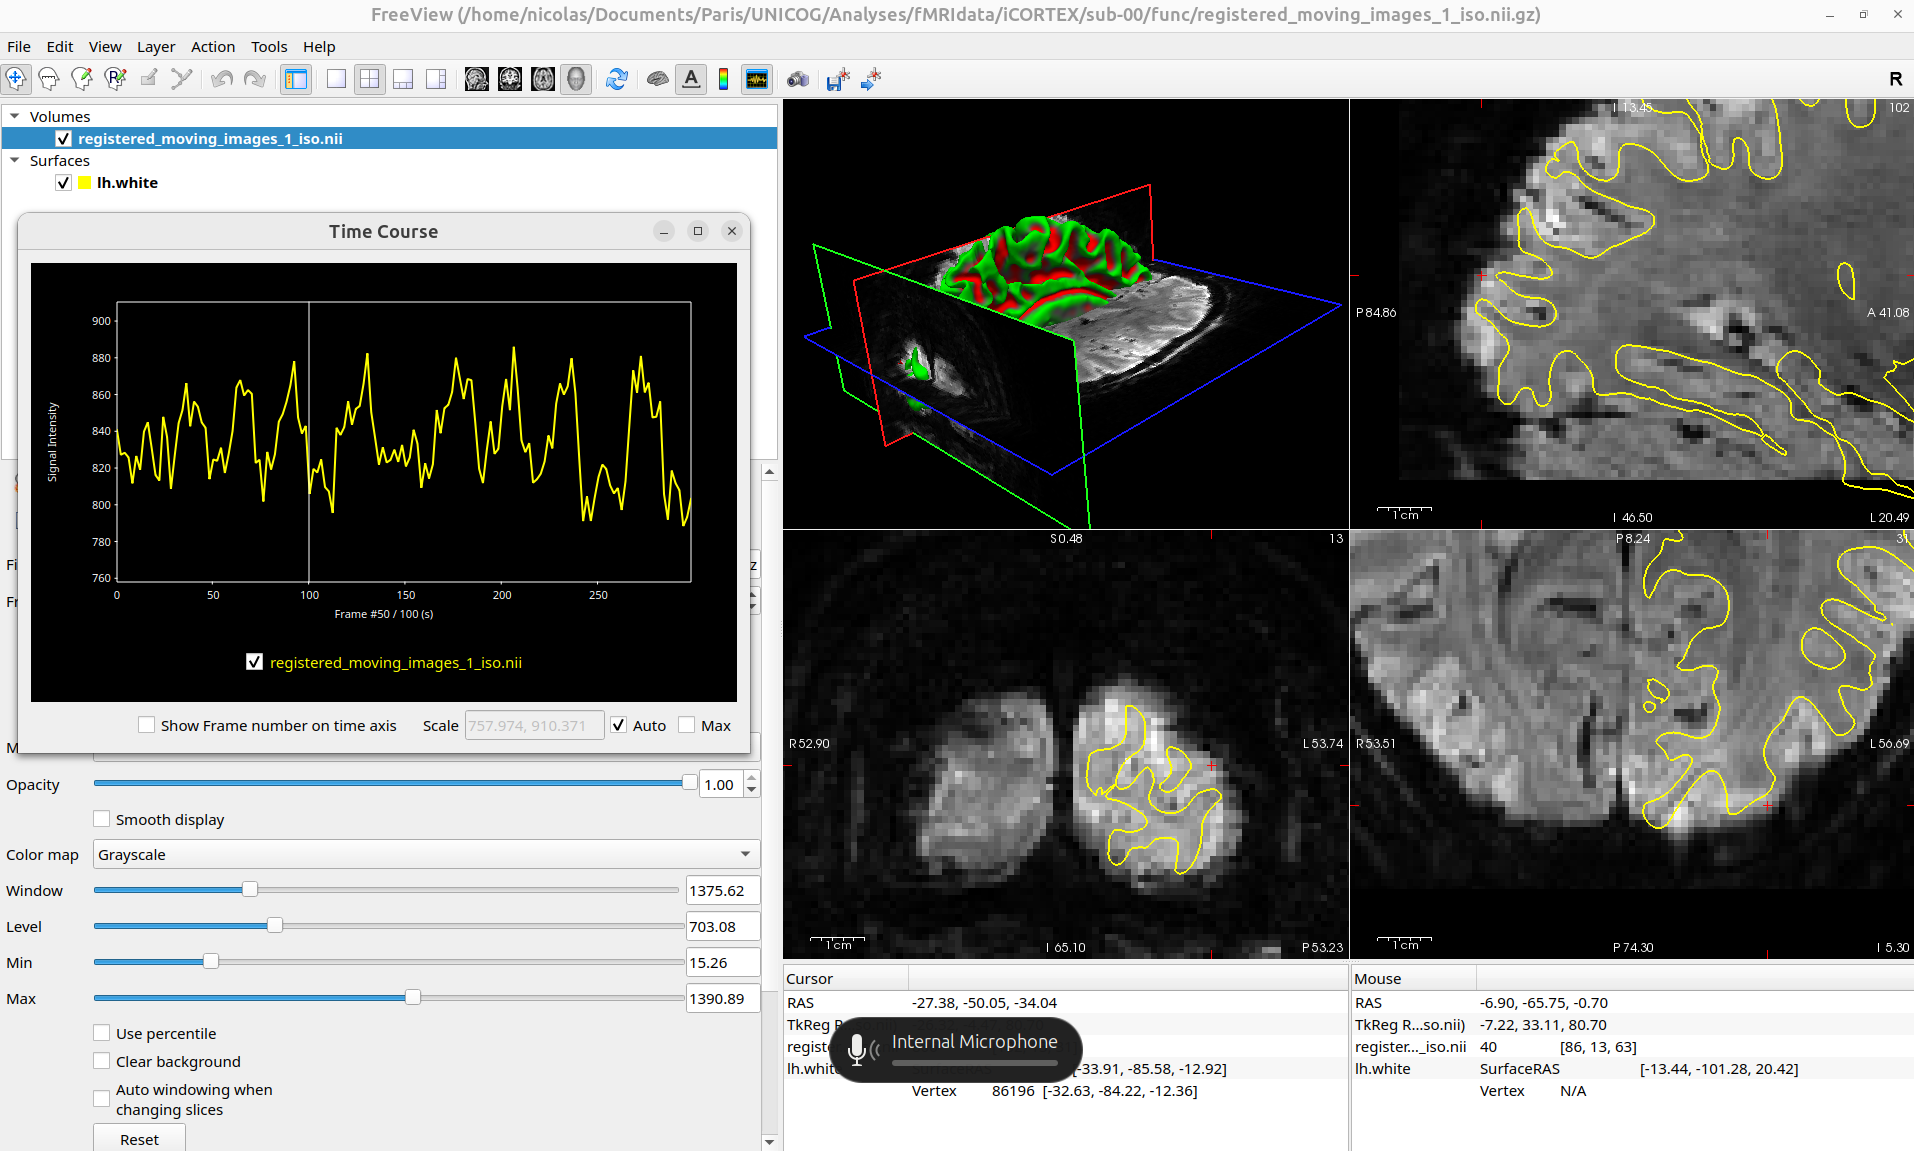 FreeView (/home/nicolas/Documents/Paris/UNICOG/Analyses/fMRIdata/iCORTEX/sub-00/func/registered_moving_images_1_iso.nii.gz)
File Edit View Layer Action Tools Help
A
R
Volumes
registered_moving_images_1_iso.nii
Surfaces
lh.white
Time Course
900
880
860
840
820
800
780
760
Signal Intensity
0 50 100 150 200 250
Frame #50 / 100 (s)
registered_moving_images_1_iso.nii
Show Frame number on time axis Scale 757.974, 910.371 Auto Max
Fi
z
Fr
M
Opacity 1.00
Smooth display
Color map Grayscale
Window 1375.62
Level 703.08
Min 15.26
Max 1390.89
Use percentile
Clear background
Auto windowing when
changing slices
Reset
I 13.45 102
P 84.86 A 41.08
1 cm I 46.50 L 20.49
S 0.48 13
R 52.90 L 53.74
1 cm I 65.10 P 53.23
P 8.24 31
R 53.51 L 56.69
1 cm P 74.30 I 5.30
Cursor
RAS -27.38, -50.05, -34.04
TkReg R
registe
lh.whit [-33.91, -85.58, -12.92]
Vertex 86196 [-32.63, -84.22, -12.36]
Internal Microphone
Mouse
RAS -6.90, -65.75, -0.70
TkReg R...so.nii) -7.22, 33.11, 80.70
register..._iso.nii 40 [86, 13, 63]
lh.white SurfaceRAS [-13.44, -101.28, 20.42]
Vertex N/A